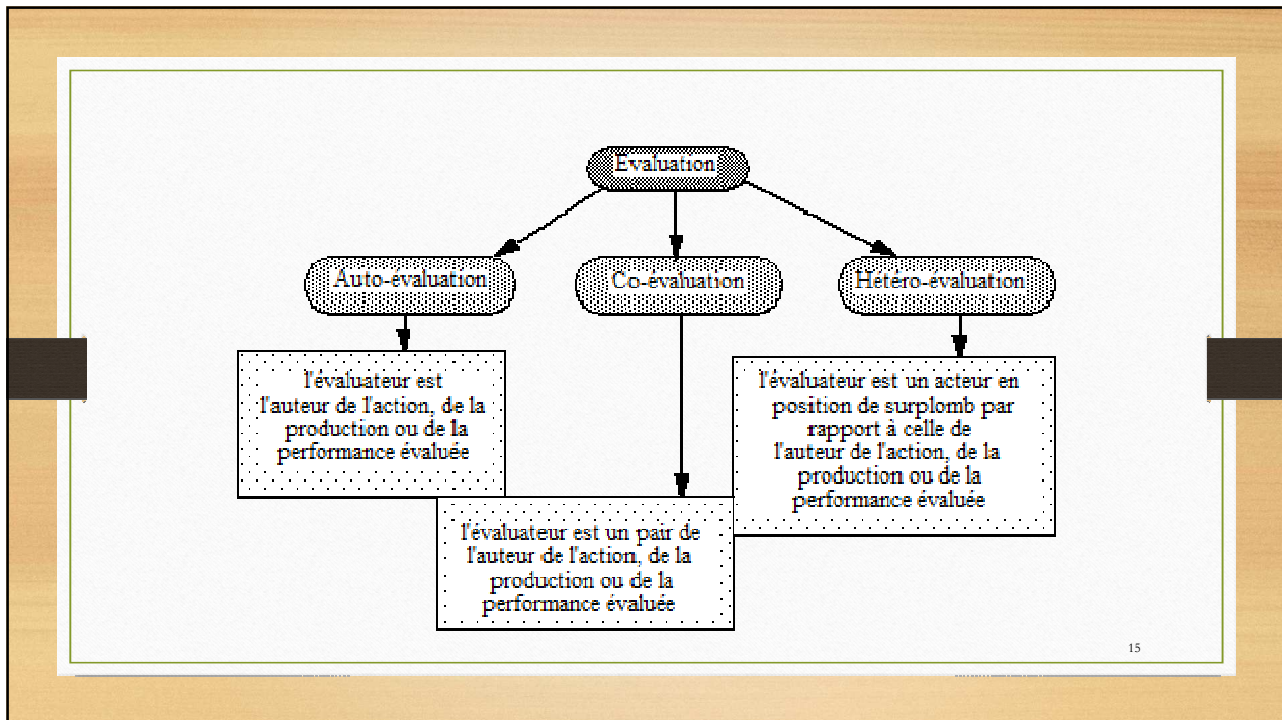 Evaluation
Auto-évaluation
Co-évaluation
Hétéro-évaluation
l'évaluateur est
l'auteur de l'action, de la
production ou de la
performance évaluée
l'évaluateur est un pair de
l'auteur de l'action, de la
production ou de la
performance évaluée
l'évaluateur est un acteur en
position de surplomb par
rapport à celle de
l'auteur de l'action, de la
production ou de la
performance évaluée
15